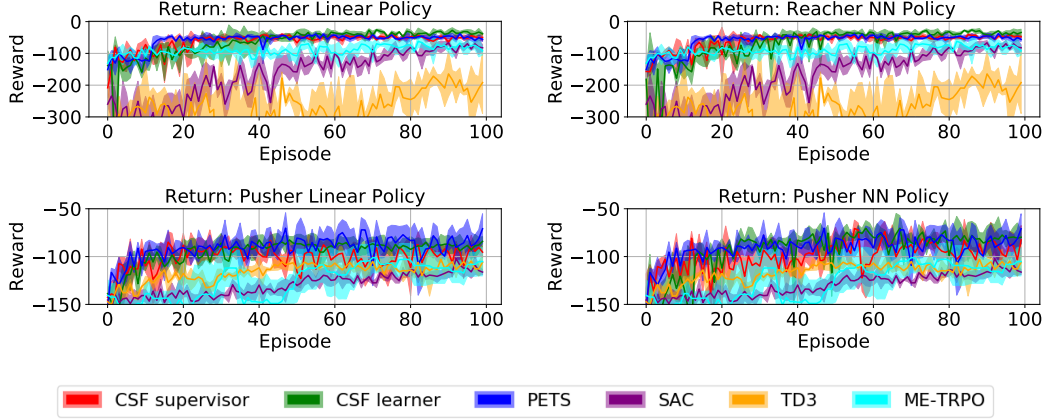 Return: Reacher Linear Policy
Reward
0
−100
−200
−300
0 20 40 60 80 100
Episode
Return: Reacher NN Policy
Reward
0
−100
−200
−300
0 20 40 60 80 100
Episode
Return: Pusher Linear Policy
Reward
−50
−100
−150
0 20 40 60 80 100
Episode
Return: Pusher NN Policy
Reward
−50
−100
−150
0 20 40 60 80 100
Episode
CSF supervisor CSF learner PETS SAC TD3 ME-TRPO